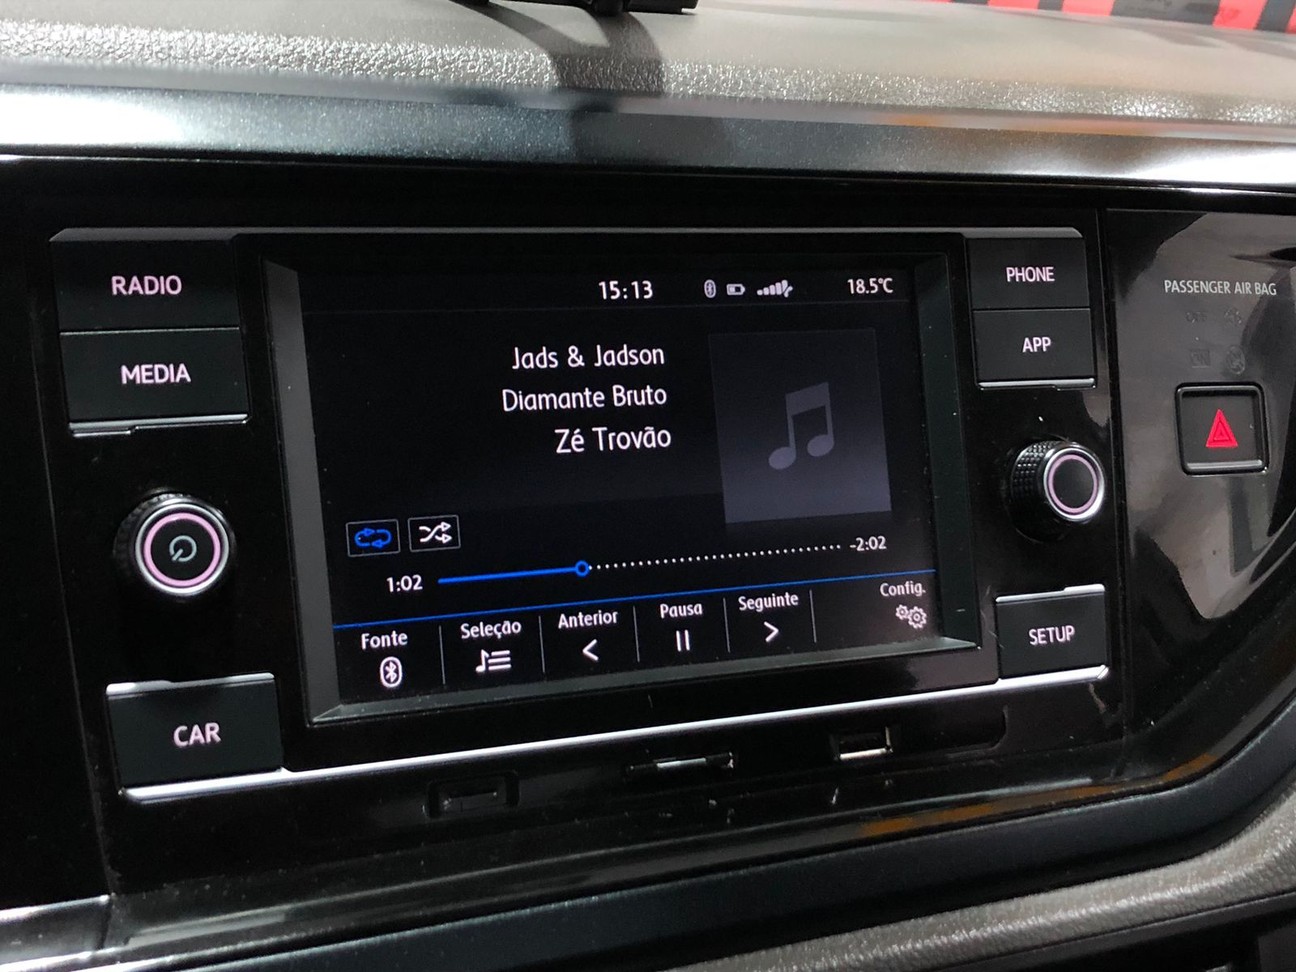 RADIO
MEDIA
CAR
15:13
18.5°C
Jads & Jadson
Diamante Bruto
Zé Trovão
1:02
-2:02
Fonte
Seleção
Anterior
Pausa
Seguinte
Config.
PHONE
APP
SETUP
PASSENGER AIR BAG